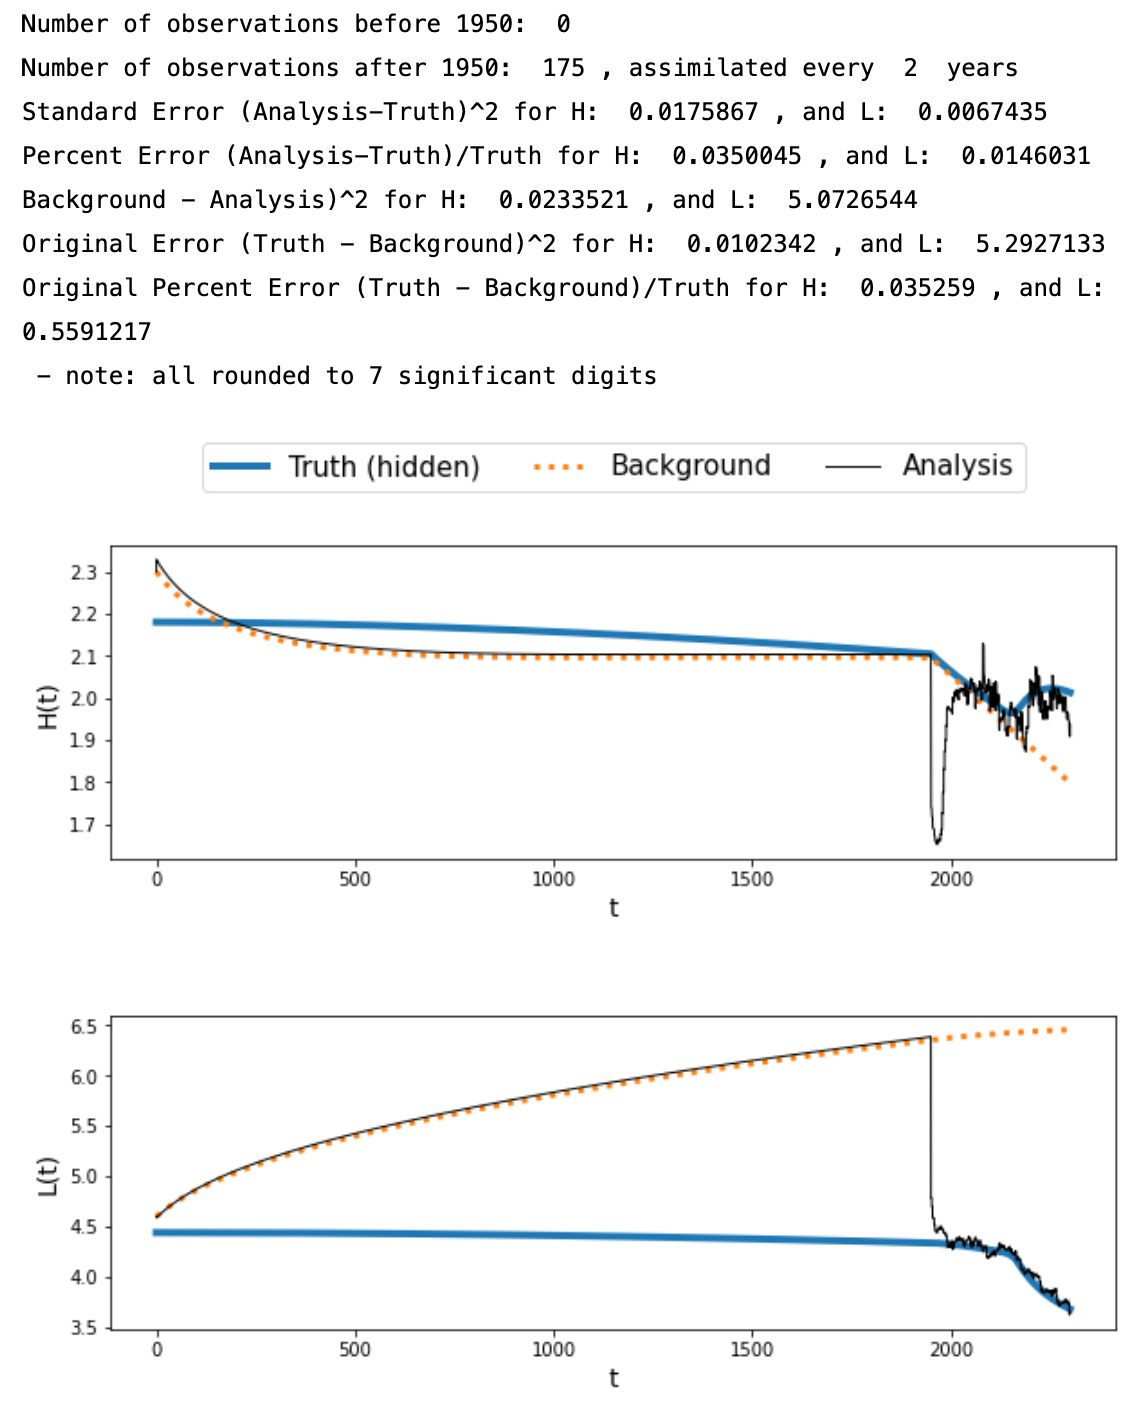 Number of observations before 1950:  0
Number of observations after 1950:  175 , assimilated every  2  years
Standard Error (Analysis-Truth)^2 for H:  0.0175867 , and L:  0.0067435
Percent Error (Analysis-Truth)/Truth for H:  0.0350045 , and L:  0.0146031
Background - Analysis)^2 for H:  0.0233521 , and L:  5.0726544
Original Error (Truth - Background)^2 for H:  0.0102342 , and L:  5.2927133
Original Percent Error (Truth - Background)/Truth for H:  0.035259 , and L:
0.5591217
- note: all rounded to 7 significant digits
Truth (hidden) Background Analysis
H(t)
2.3
2.2
2.1
2.0
1.9
1.8
1.7
0 500 1000 1500 2000
t
L(t)
6.5
6.0
5.5
5.0
4.5
4.0
3.5
0 500 1000 1500 2000
t